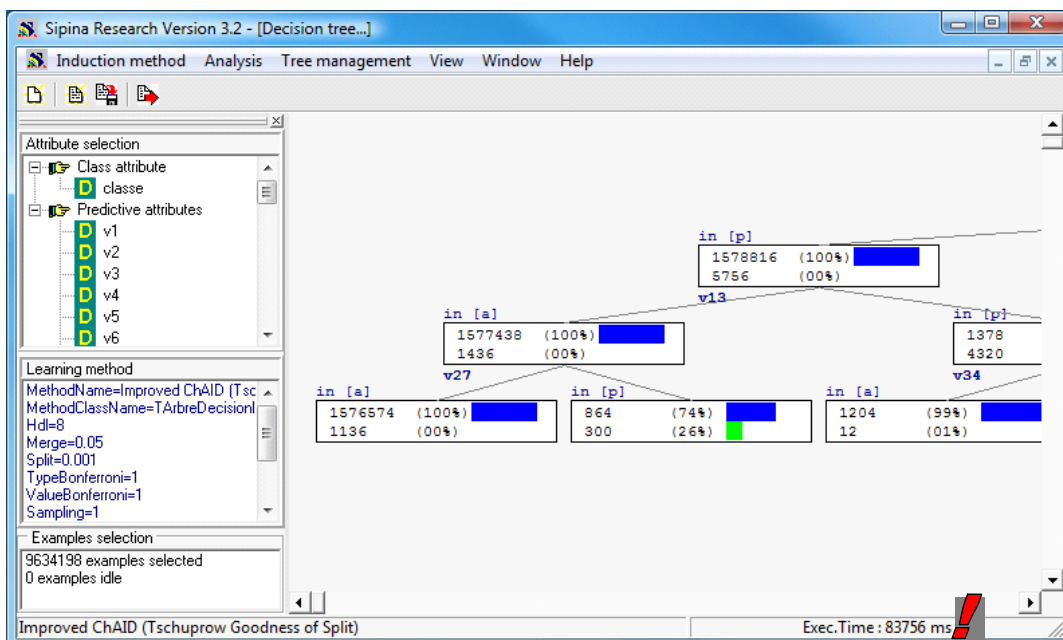 Sipina Research Version 3.2 - [Decision tree...]
Induction method Analysis Tree management View Window Help
Attribute selection
Class attribute
D classe
Predictive attributes
D v1
D v2
D v3
D v4
D v5
D v6
Learning method
MethodName=Improved ChAID (Tsc
MethodClassName=TArbreDecisionI
Hdl=8
Merge=0.05
Split=0.001
TypeBonferroni=1
ValueBonferroni=1
Sampling=1
Examples selection
9634198 examples selected
0 examples idle
in [p]
1578816 (100%)
5756 (00%)
v13
in [a]
1577438 (100%)
1436 (00%)
v27
in [p]
1378
4320
v34
in [a]
1576574 (100%)
1136 (00%)
in [p]
864 (74%)
300 (26%)
in [a]
1204 (99%)
12 (01%)
Improved ChAID (Tschuprow Goodness of Split) Exec.Time : 83756 ms
!